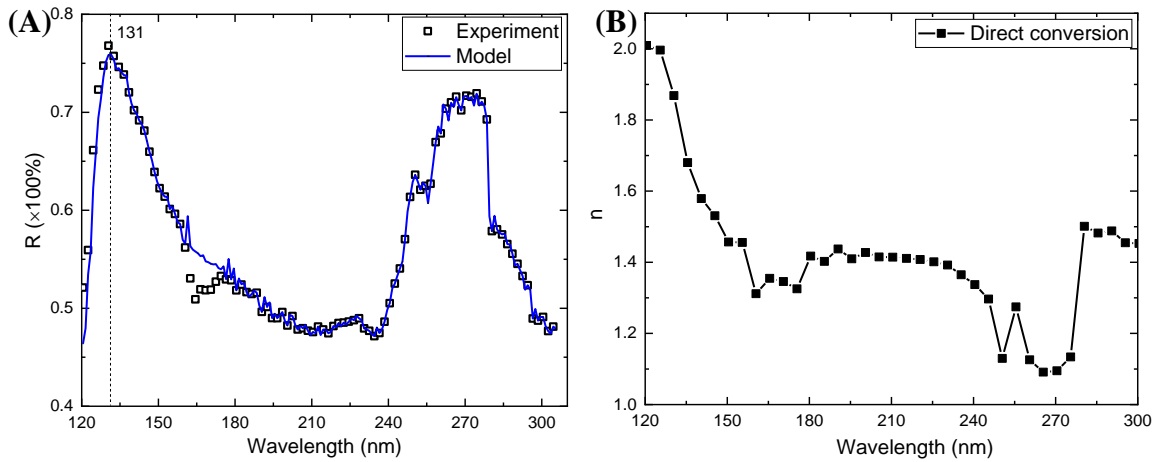 (A)
131
Experiment
Model
0.8
0.7
0.6
0.5
0.4
R (×100%)
120 150 180 210 240 270 300
Wavelength (nm)
(B)
Direct conversion
2.0
1.8
1.6
1.4
1.2
1.0
n
120 150 180 210 240 270 300
Wavelength (nm)